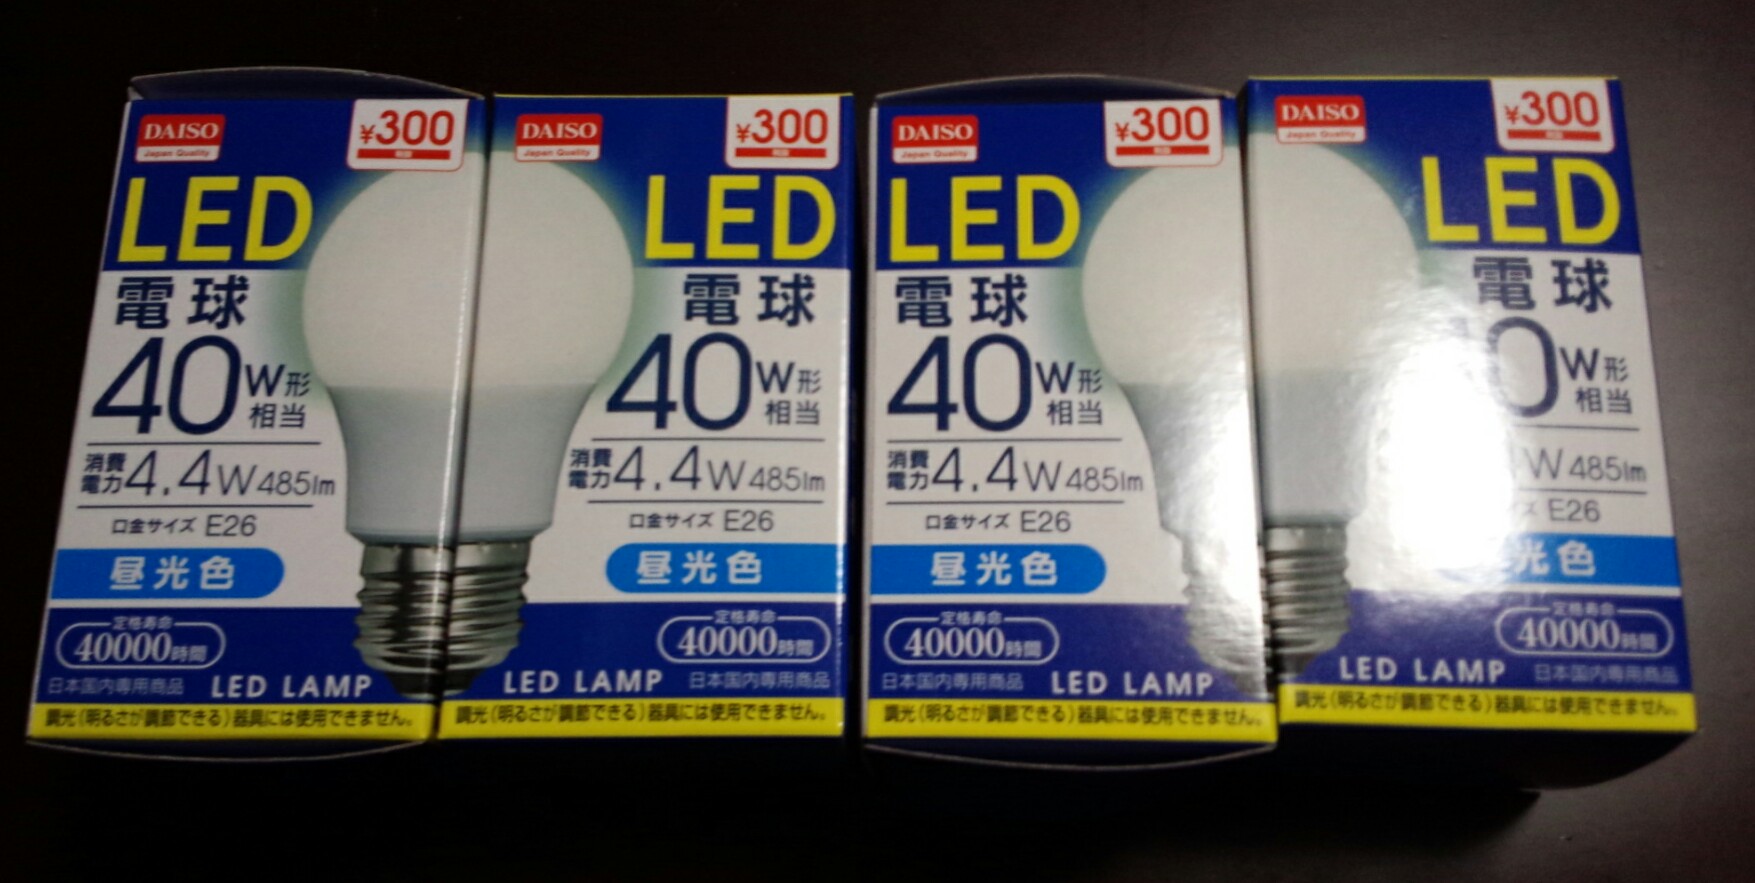 DAISO
Japan Quality
¥300
LED
電球
40W形
相当
消費
電力4.4W 485lm
口金サイズ E26
昼光色
定格寿命
40000時間
日本国内専用商品 LED LAMP
調光(明るさが調節できる)器具には使用できません。
DAISO
Japan Quality
¥300
LED
電球
40W形
相当
消費
電力4.4W 485lm
口金サイズ E26
昼光色
定格寿命
40000時間
LED LAMP 日本国内専用商品
調光(明るさが調節できる)器具には使用できません。
DAISO
Japan Quality
¥300
LED
電球
40W形
相当
消費
電力4.4W 485lm
口金サイズ E26
昼光色
定格寿命
40000時間
日本国内専用商品 LED LAMP
調光(明るさが調節できる)器具には使用できません。
DAISO
Japan Quality
¥300
LED
電球
0W形
相当
W 485lm
ズ E26
光色
定格寿命
40000時間
LED LAMP 日本国内専用商品
調光(明るさが調節できる)器具には使用できません。